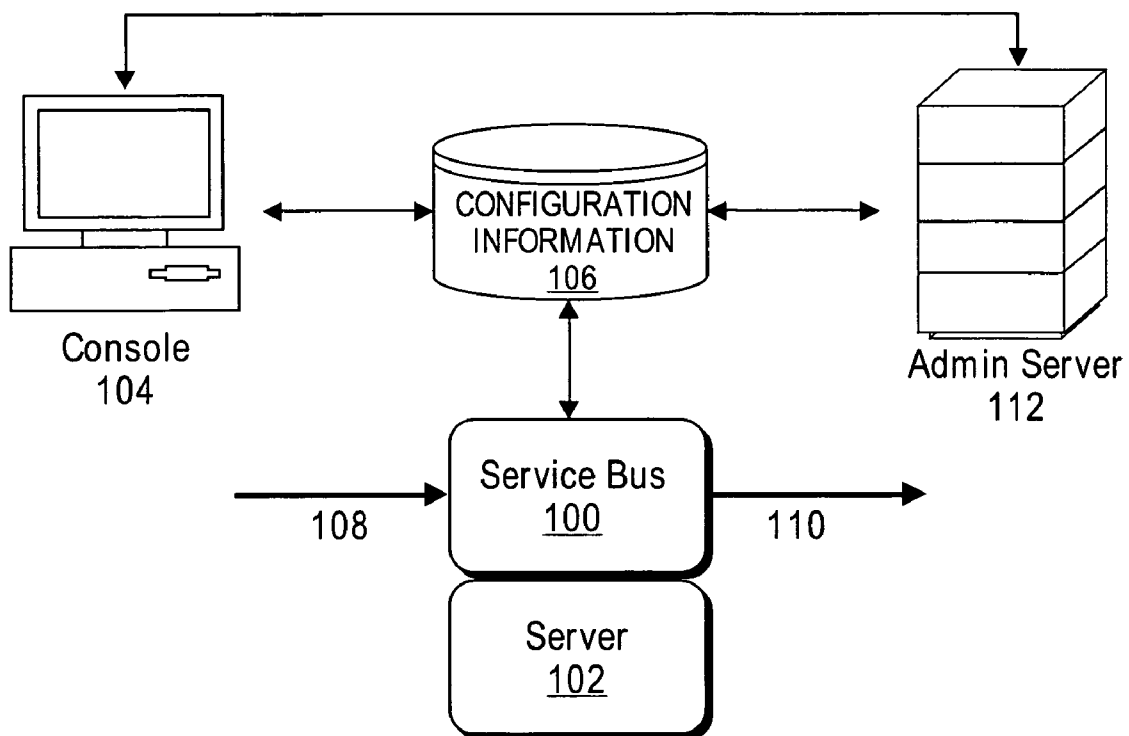 CONFIGURATION
INFORMATION
106
Console
104
Admin Server
112
Service Bus
100
108
110
Server
102